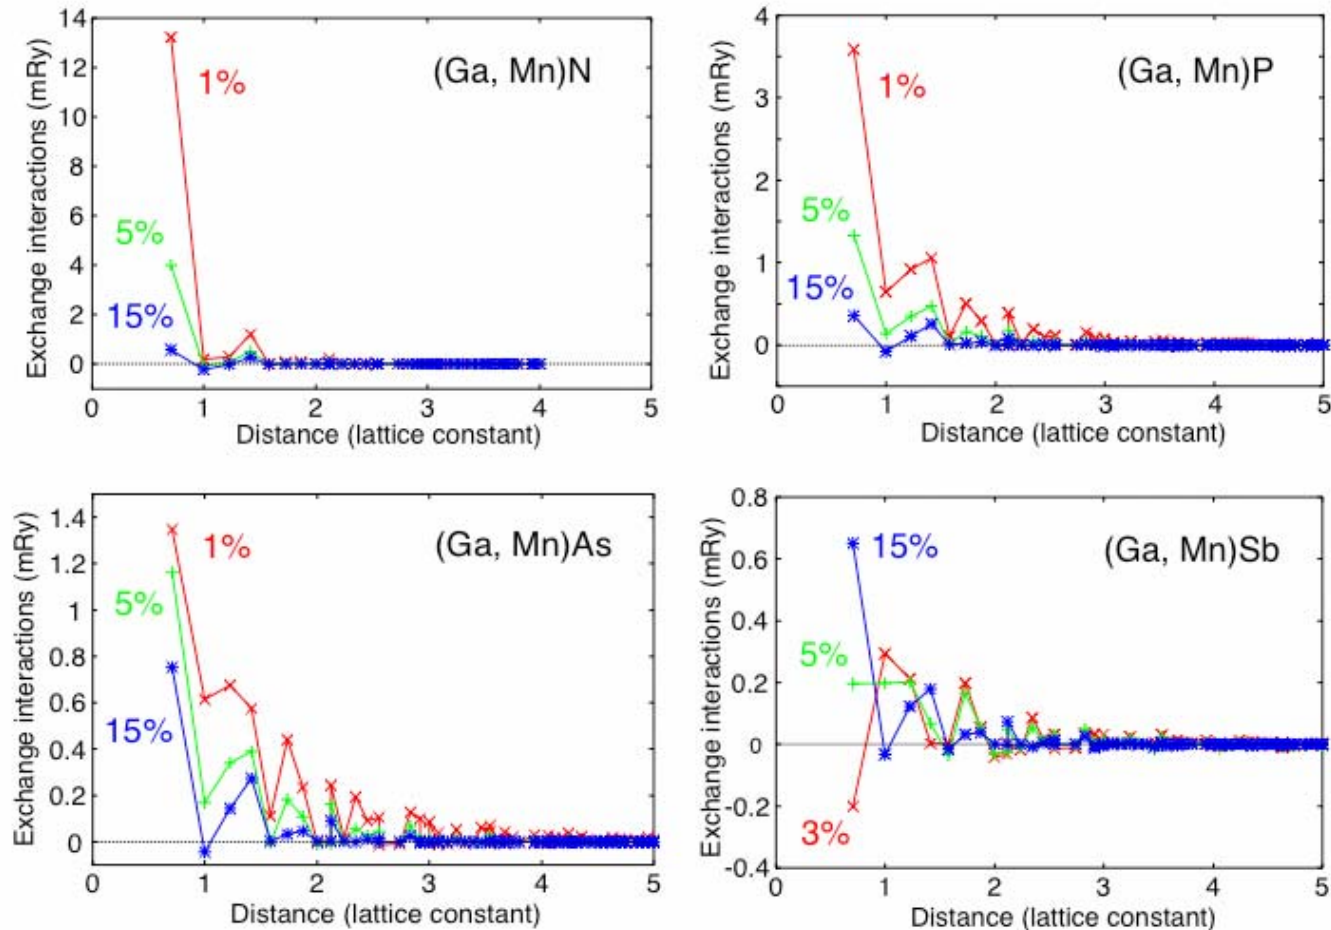 14
12
10
8
6
4
2
0
Exchange interactions (mRy)
1%
5%
15%
(Ga, Mn)N
0 1 2 3 4 5
Distance (lattice constant)
4
3
2
1
0
Exchange interactions (mRy)
1%
5%
15%
(Ga, Mn)P
0 1 2 3 4 5
Distance (lattice constant)
1.4
1.2
1
0.8
0.6
0.4
0.2
0
Exchange interactions (mRy)
1%
5%
15%
(Ga, Mn)As
0 1 2 3 4 5
Distance (lattice constant)
0.8
0.6
0.4
0.2
0
-0.2
-0.4
Exchange interactions (mRy)
15%
5%
3%
(Ga, Mn)Sb
0 1 2 3 4 5
Distance (lattice constant)